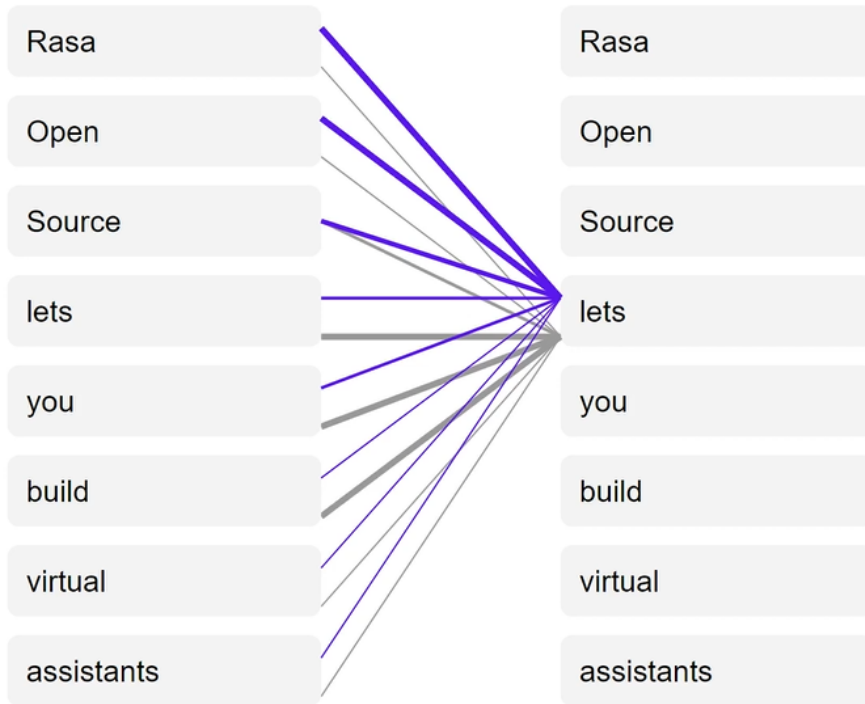 Rasa Rasa
Open Open
Source Source
lets lets
you you
build build
virtual virtual
assistants assistants